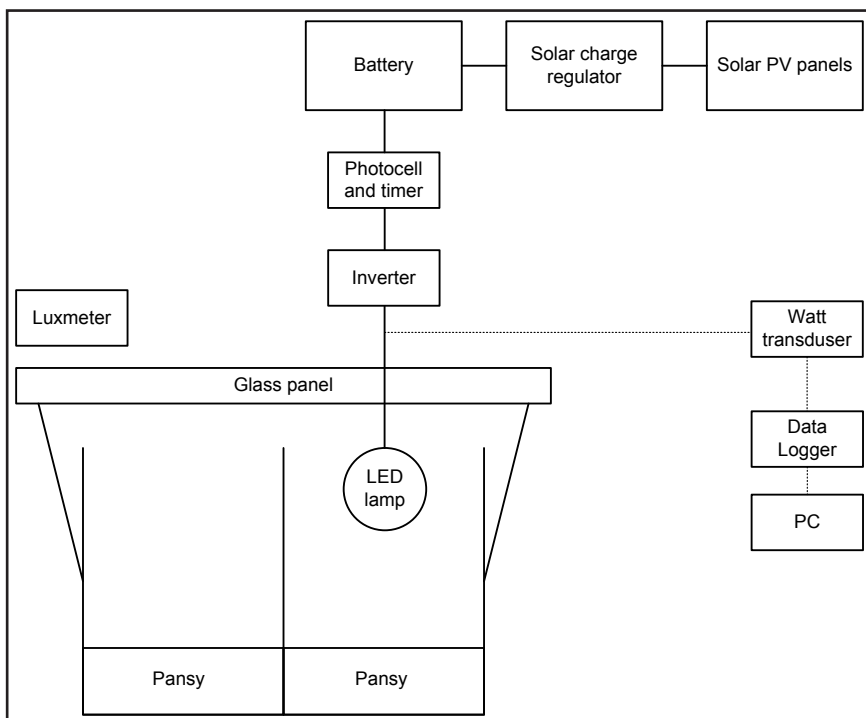 Battery
Solar charge
regulator
Solar PV panels
Photocell
and timer
Inverter
Luxmeter
Watt
transduser
Glass panel
Data
Logger
LED
lamp
PC
Pansy
Pansy